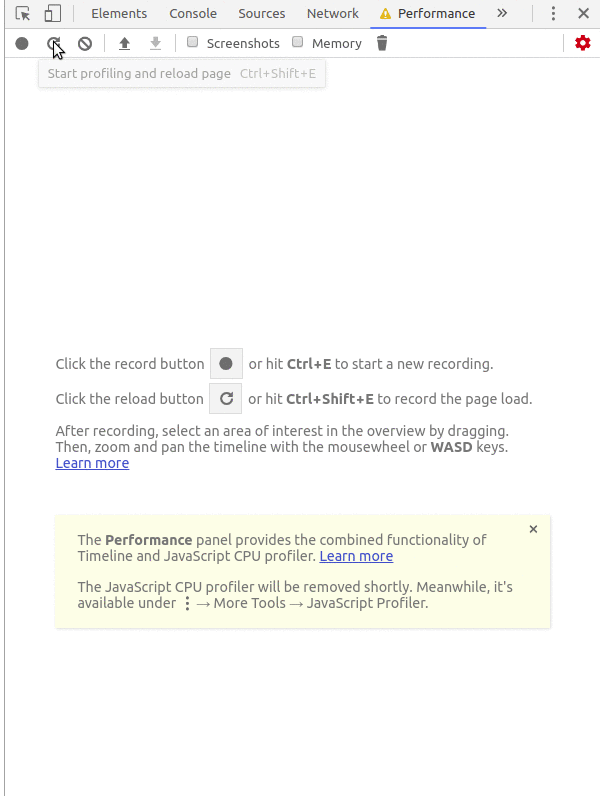 Elements Console Sources Network Performance »
Screenshots Memory
Start profiling and reload page Ctrl+Shift+E
Click the record button or hit Ctrl+E to start a new recording.
Click the reload button or hit Ctrl+Shift+E to record the page load.
After recording, select an area of interest in the overview by dragging.
Then, zoom and pan the timeline with the mousewheel or WASD keys.
Learn more
The Performance panel provides the combined functionality of
Timeline and JavaScript CPU profiler. Learn more
The JavaScript CPU profiler will be removed shortly. Meanwhile, it's
available under ⋮ → More Tools → JavaScript Profiler.